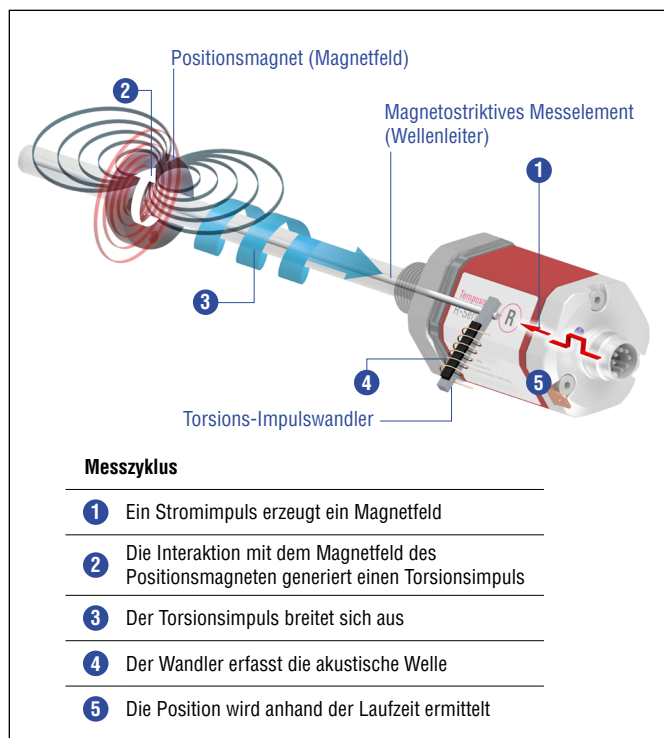 Positionsmagnet (Magnetfeld)
2
Magnetostriktives Messelement
(Wellenleiter)
1
3
R
4
5
Torsions-Impulswandler
Messzyklus
1 Ein Stromimpuls erzeugt ein Magnetfeld
2 Die Interaktion mit dem Magnetfeld des
Positionsmagneten generiert einen Torsionsimpuls
3 Der Torsionsimpuls breitet sich aus
4 Der Wandler erfasst die akustische Welle
5 Die Position wird anhand der Laufzeit ermittelt